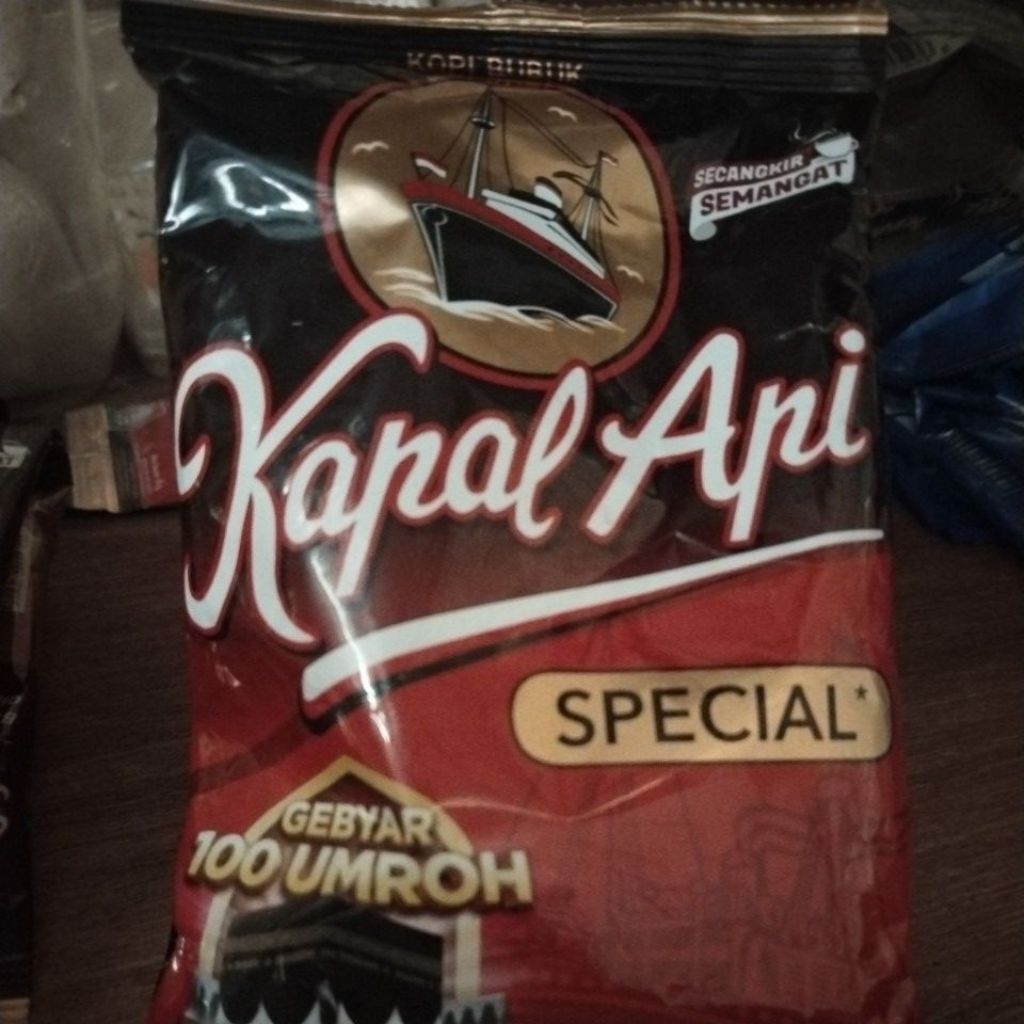 KOPI BUBUK
SECANGKIR
SEMANGAT
Kapal Api
SPECIAL*
GEBYAR
100 UMROH